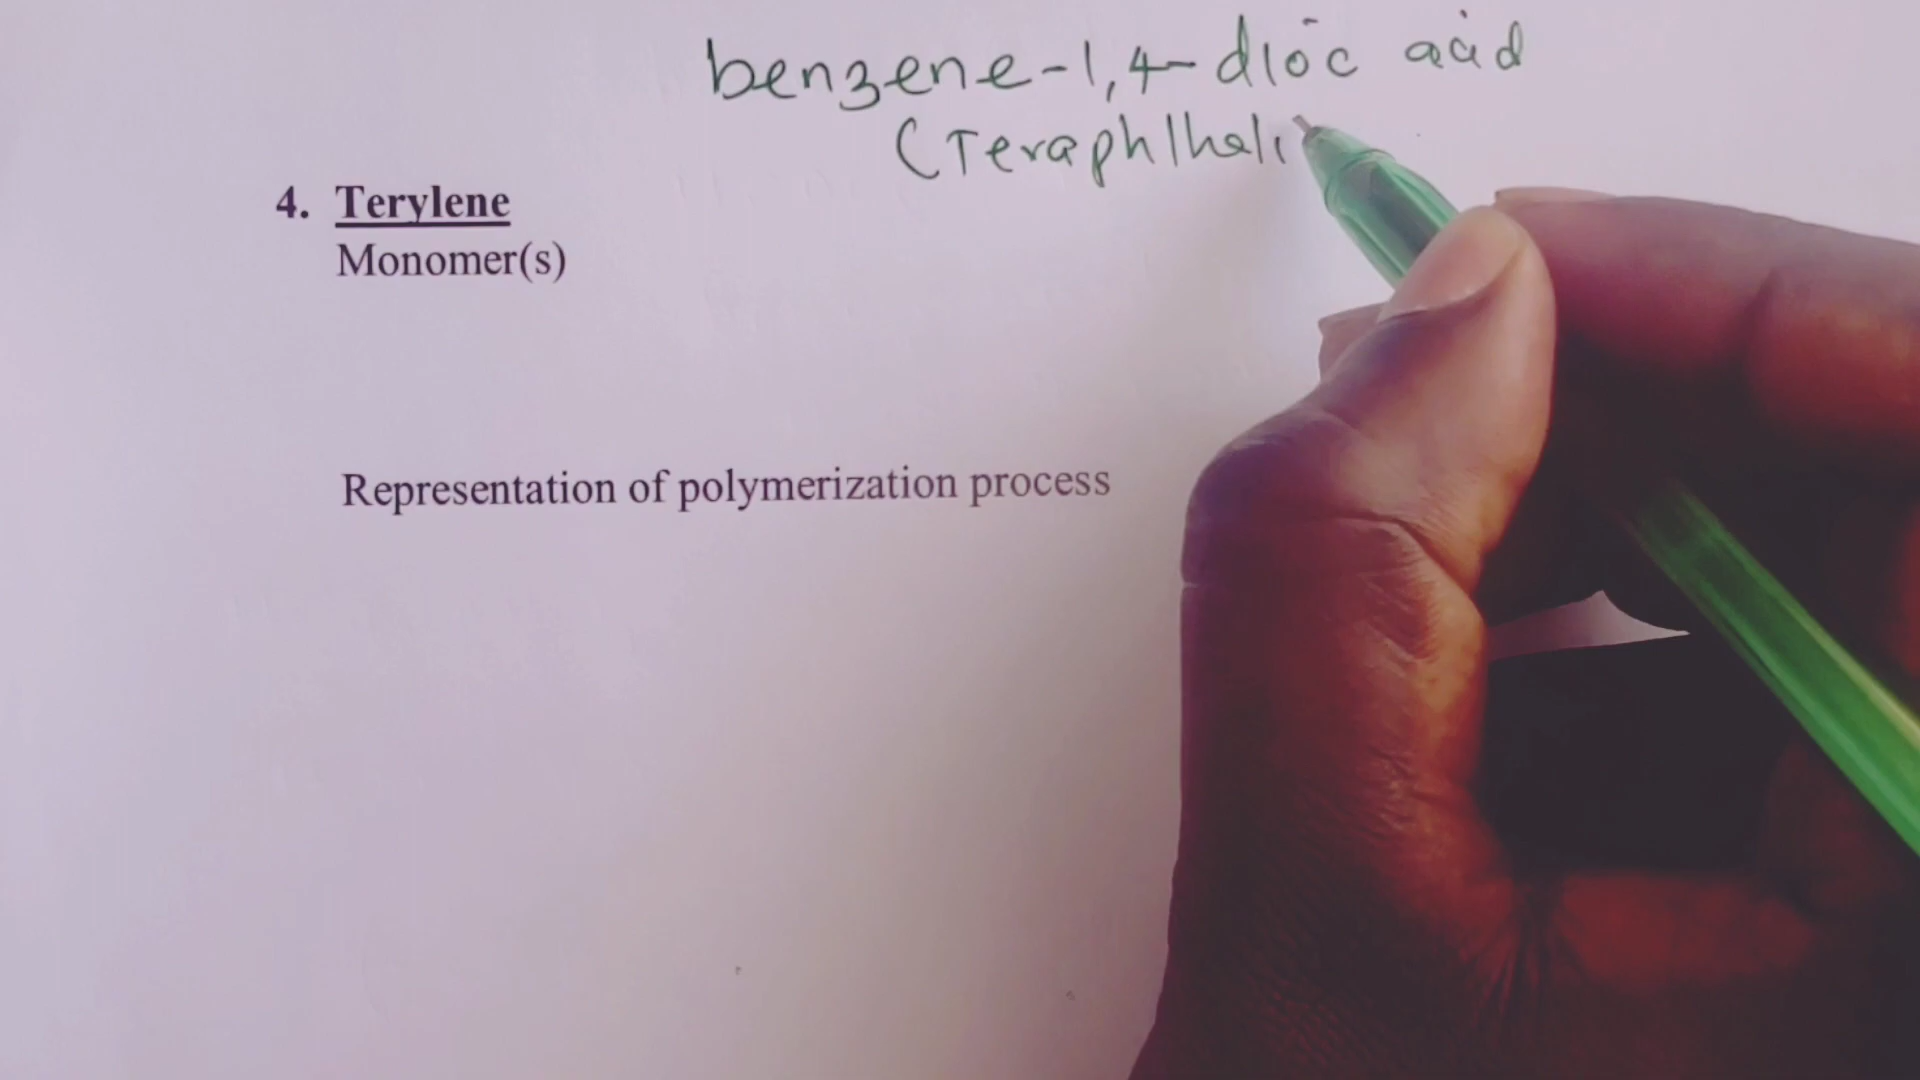 benzene-1,4-dioc acid
(Teraphthali
4. Terylene
Monomer(s)
Representation of polymerization process